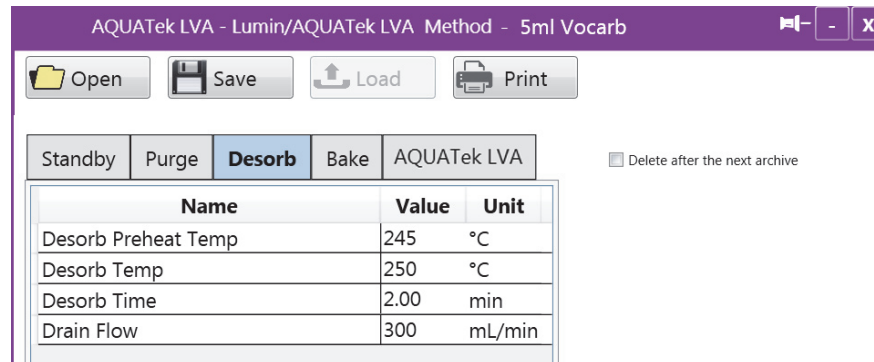 AQUATek LVA - Lumin/AQUATek LVA Method - 5ml Vocarb - X
Open Save Load Print
Standby Purge Desorb Bake AQUATek LVA Delete after the next archive
Name Value Unit
Desorb Preheat Temp 245 °C
Desorb Temp 250 °C
Desorb Time 2.00 min
Drain Flow 300 mL/min